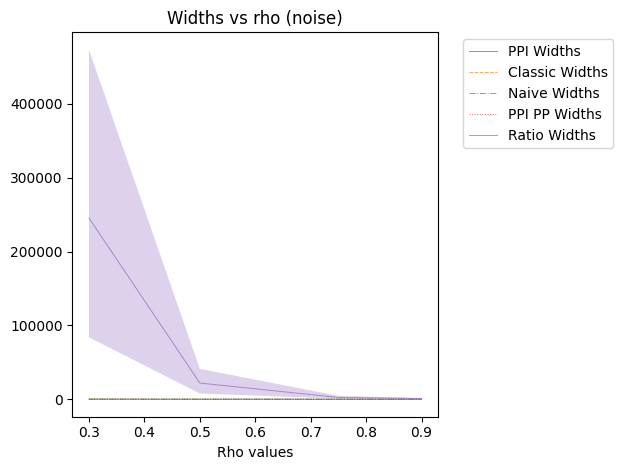 Widths vs rho (noise)
PPI Widths
Classic Widths
Naive Widths
PPI PP Widths
Ratio Widths
400000
300000
200000
100000
0
0.3 0.4 0.5 0.6 0.7 0.8 0.9
Rho values